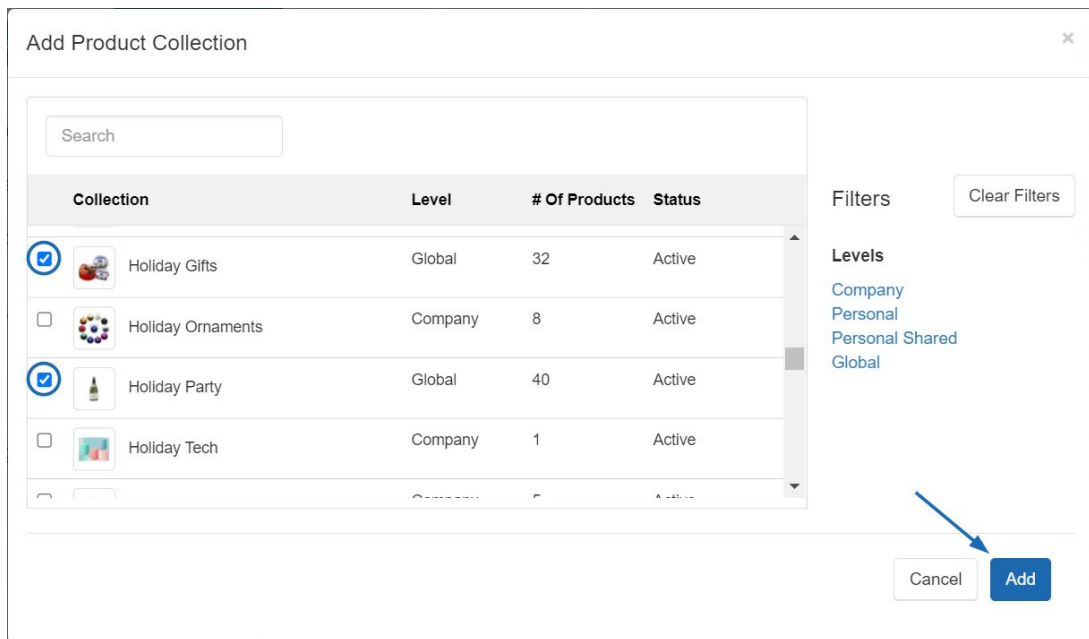 Add Product Collection ×
Search
Collection Level # Of Products Status
Holiday Gifts Global 32 Active
Holiday Ornaments Company 8 Active
Holiday Party Global 40 Active
Holiday Tech Company 1 Active
Filters Clear Filters
Levels
Company
Personal
Personal Shared
Global
Cancel Add